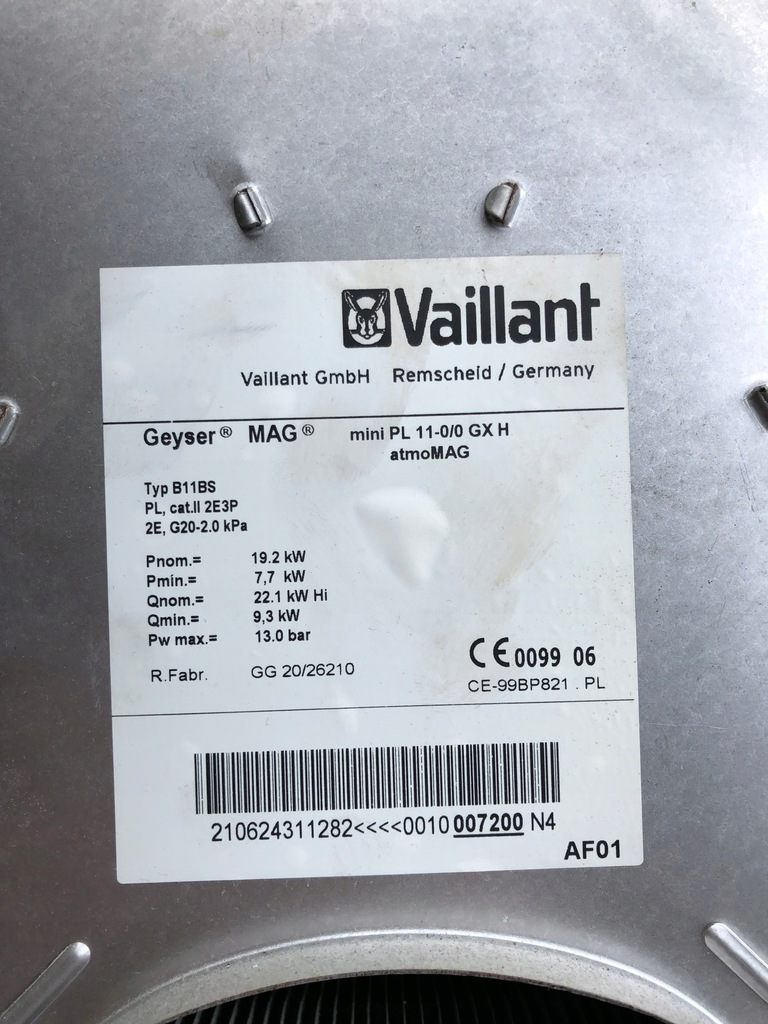 Vaillant
Vaillant GmbH Remscheid / Germany
Geyser® MAG® mini PL 11-0/0 GX H
atmoMAG
Typ B11BS
PL, cat.II 2E3P
2E, G20-2.0 kPa
Pnom.= 19.2 kW
Pmin.= 7,7 kW
Qnom.= 22.1 kW Hi
Qmin.= 9,3 kW
Pw max.= 13.0 bar
R.Fabr. GG 20/26210
CE 0099 06
CE-99BP821 . PL
210624311282<<<<0010 007200 N4
AF01